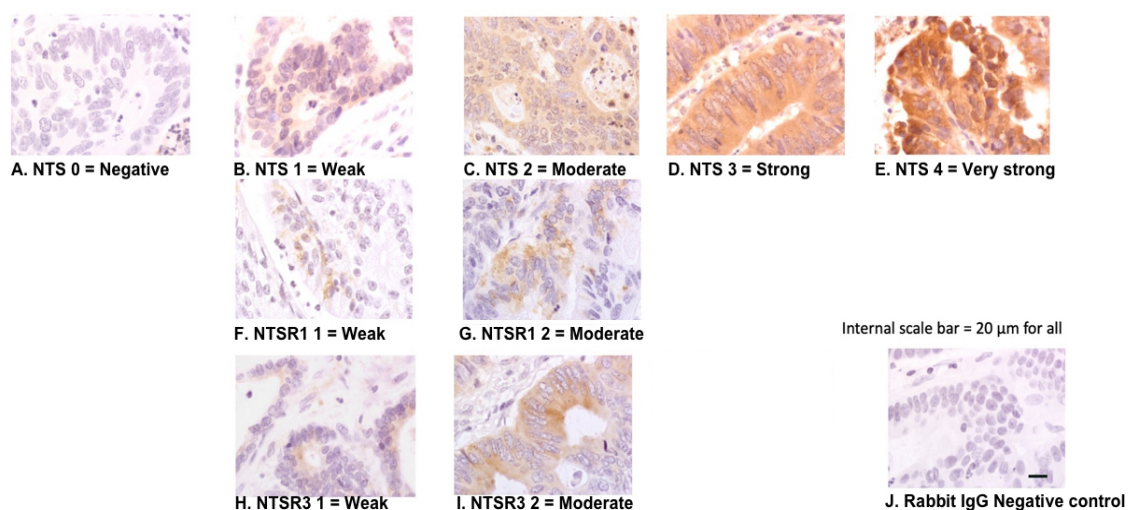 A. NTS 0 = Negative
B. NTS 1 = Weak
C. NTS 2 = Moderate
D. NTS 3 = Strong
E. NTS 4 = Very strong
F. NTSR1 1 = Weak
G. NTSR1 2 = Moderate
Internal scale bar = 20 μm for all
H. NTSR3 1 = Weak
I. NTSR3 2 = Moderate
J. Rabbit IgG Negative control